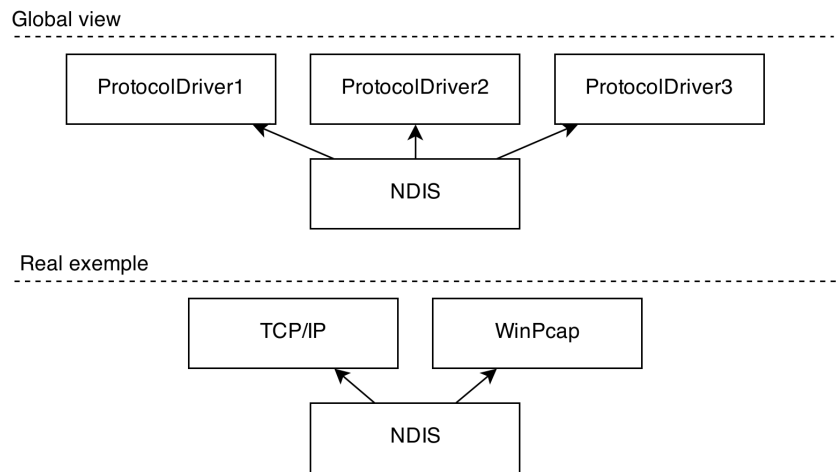 Global view
ProtocolDriver1
ProtocolDriver2
ProtocolDriver3
NDIS
Real exemple
TCP/IP
WinPcap
NDIS